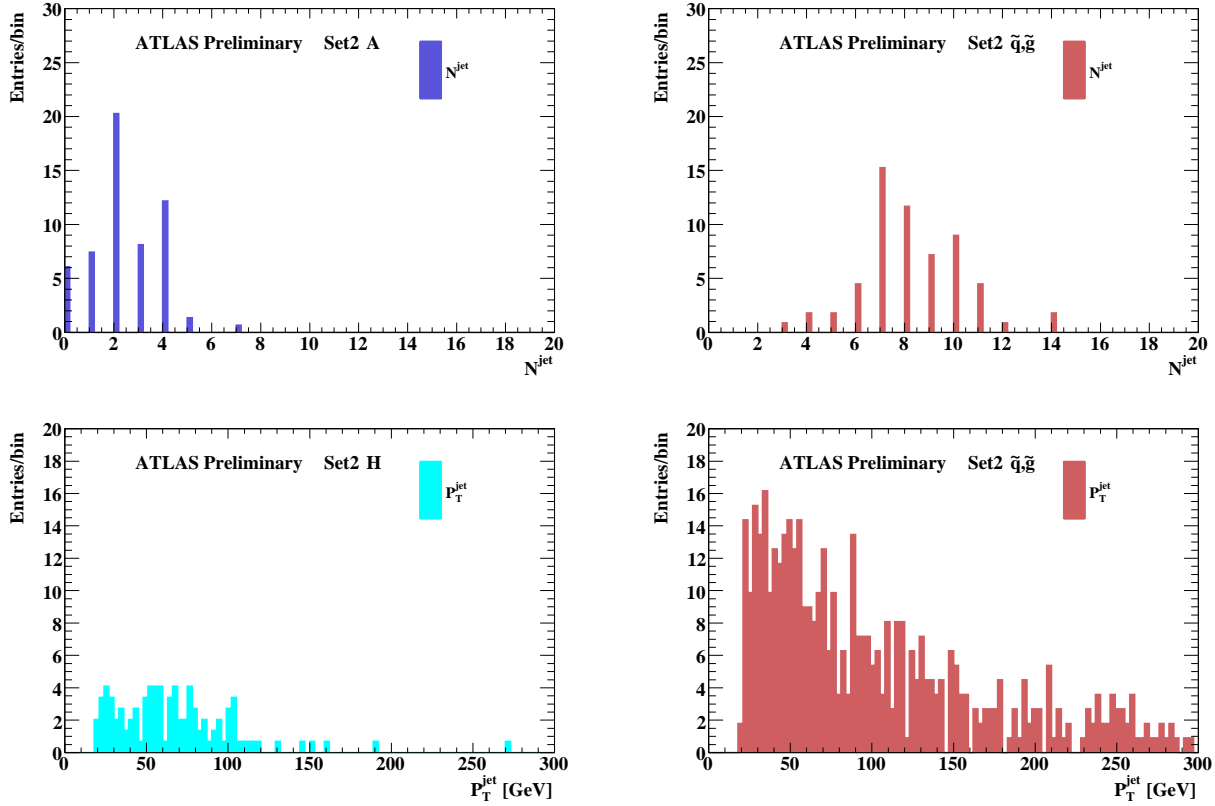 ATLAS Preliminary Set2 A
N^jet
Entries/bin
30
25
20
15
10
5
0
0 2 4 6 8 10 12 14 16 18 20
N^jet
ATLAS Preliminary Set2 q̃,g̃
N^jet
Entries/bin
30
25
20
15
10
5
0
0 2 4 6 8 10 12 14 16 18 20
N^jet
ATLAS Preliminary Set2 H
P_T^jet
Entries/bin
20
18
16
14
12
10
8
6
4
2
0
0 50 100 150 200 250 300
P_T^jet [GeV]
ATLAS Preliminary Set2 q̃,g̃
P_T^jet
Entries/bin
20
18
16
14
12
10
8
6
4
2
0
0 50 100 150 200 250 300
P_T^jet [GeV]